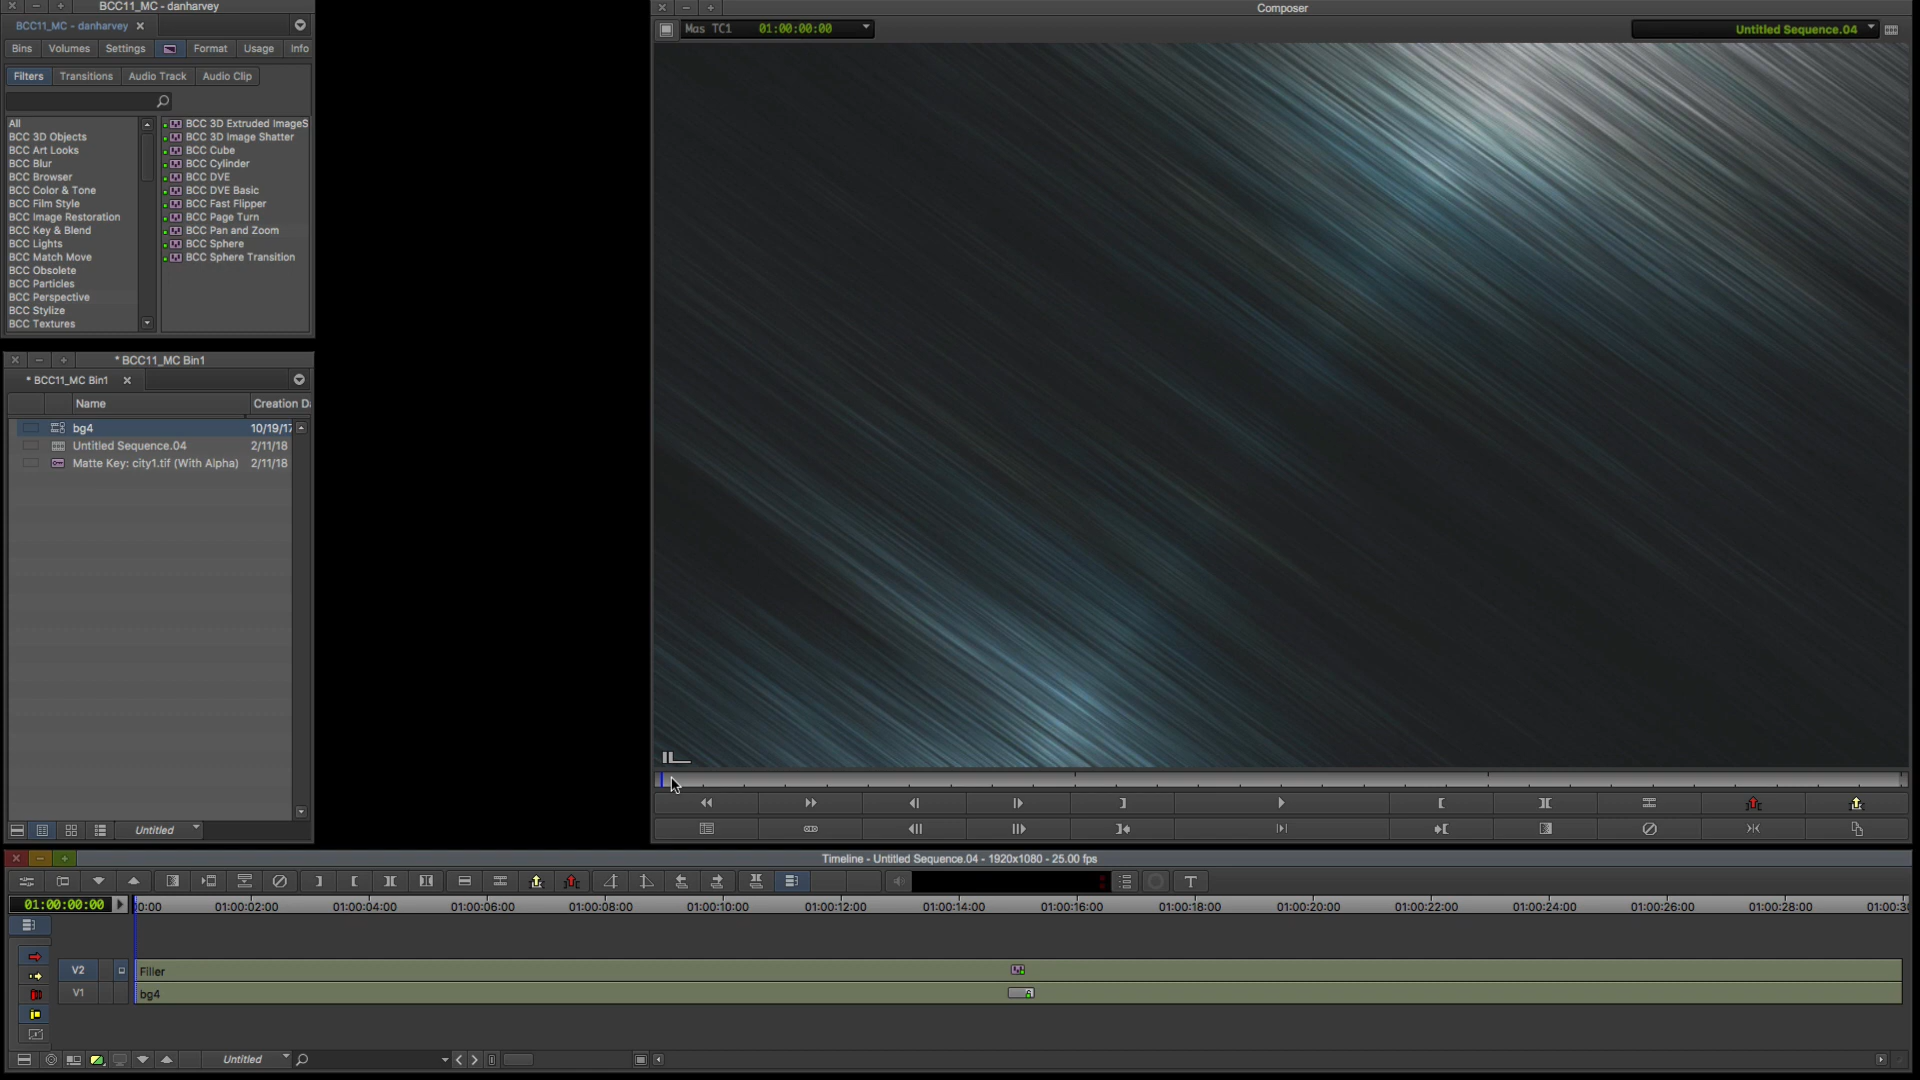 BCC11_MC - danharvey
BCC11_MC - danharvey
Bins Volumes Settings Format Usage Info
Filters Transitions Audio Track Audio Clip
All
BCC 3D Objects
BCC Art Looks
BCC Blur
BCC Browser
BCC Color & Tone
BCC Film Style
BCC Image Restoration
BCC Key & Blend
BCC Lights
BCC Match Move
BCC Obsolete
BCC Particles
BCC Perspective
BCC Stylize
BCC Textures
BCC 3D Extruded ImageS
BCC 3D Image Shatter
BCC Cube
BCC Cylinder
BCC DVE
BCC DVE Basic
BCC Fast Flipper
BCC Page Turn
BCC Pan and Zoom
BCC Sphere
BCC Sphere Transition
* BCC11_MC Bin1
* BCC11_MC Bin1
Name Creation D
bg4 10/19/17
Untitled Sequence.04 2/11/18
Matte Key: city1.tif (With Alpha) 2/11/18
Untitled
Composer
Mas TC1 01:00:00:00
Untitled Sequence.04
Timeline - Untitled Sequence.04 - 1920x1080 - 25.00 fps
01:00:00:00 0:00 01:00:02:00 01:00:04:00 01:00:06:00 01:00:08:00 01:00:10:00 01:00:12:00 01:00:14:00 01:00:16:00 01:00:18:00 01:00:20:00 01:00:22:00 01:00:24:00 01:00:26:00 01:00:28:00 01:00:3
V2 Filler
V1 bg4
Untitled